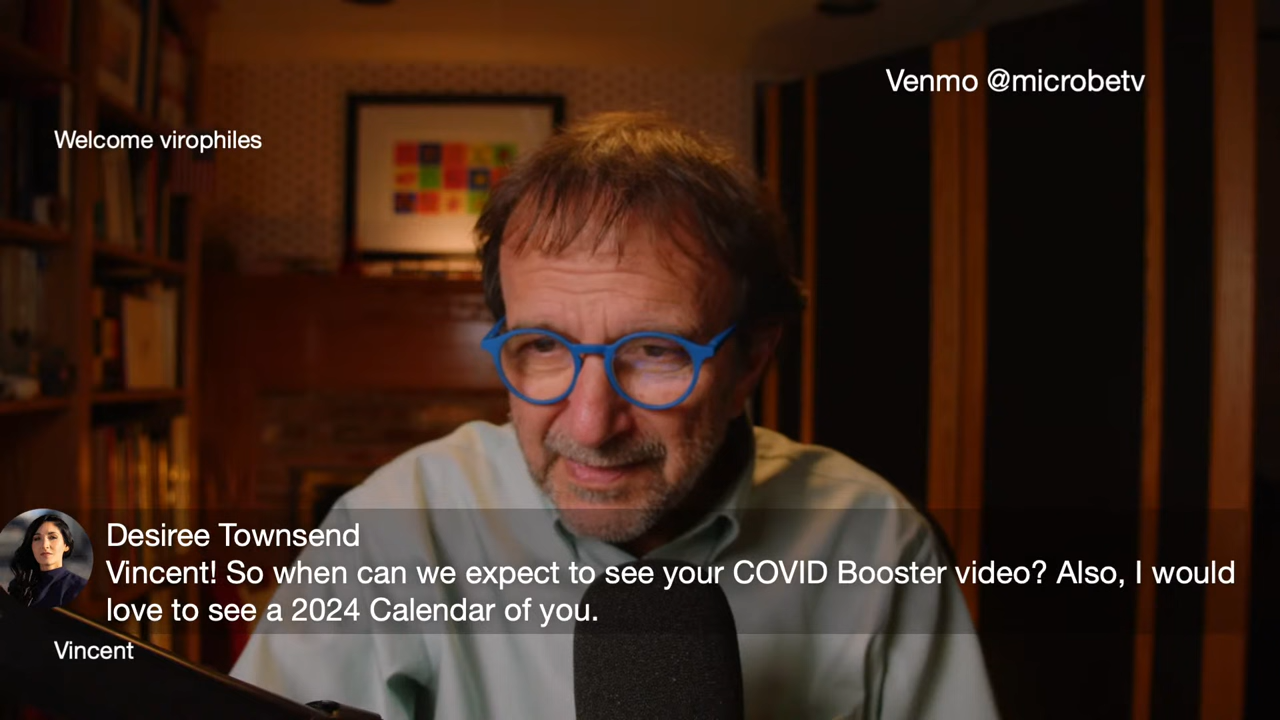 Venmo @microbetv
Welcome virophiles
Desiree Townsend
Vincent! So when can we expect to see your COVID Booster video? Also, I would
love to see a 2024 Calendar of you.
Vincent